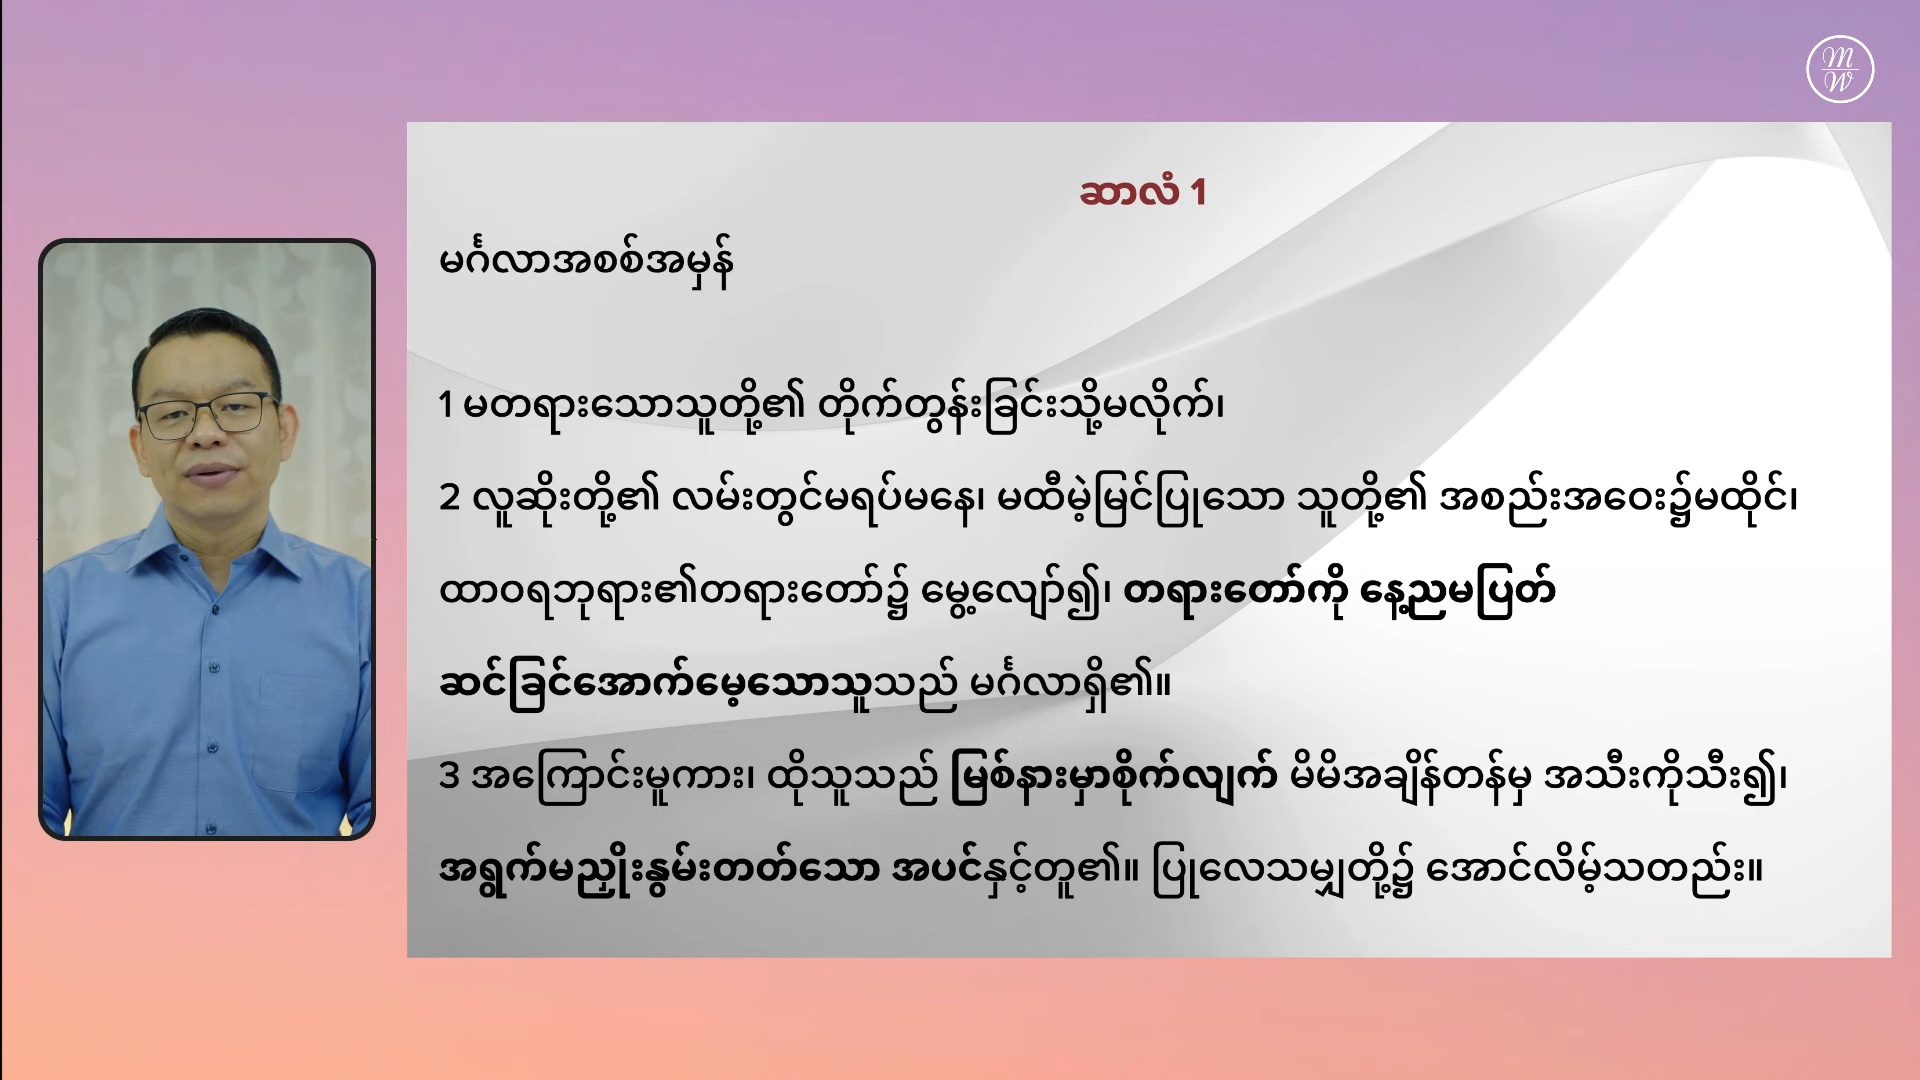 M
W
ဆာလံ 1
မင်္ဂလာအစစ်အမှန်
1 မတရားသောသူတို့၏ တိုက်တွန်းခြင်းသို့မလိုက်၊
2 လူဆိုးတို့၏ လမ်းတွင်မရပ်မနေ၊ မထီမဲ့မြင်ပြုသော သူတို့၏ အစည်းအဝေး၌မထိုင်၊
ထာဝရဘုရား၏တရားတော်၌ မွေ့လျော်၍၊ တရားတော်ကို နေ့ညမပြတ်
ဆင်ခြင်အောက်မေ့သောသူသည် မင်္ဂလာရှိ၏။
3 အကြောင်းမူကား၊ ထိုသူသည် မြစ်နားမှာစိုက်လျက် မိမိအချိန်တန်မှ အသီးကိုသီး၍၊
အရွက်မညှိုးနွမ်းတတ်သော အပင်နှင့်တူ၏။ ပြုလေသမျှတို့၌ အောင်လိမ့်သတည်း။